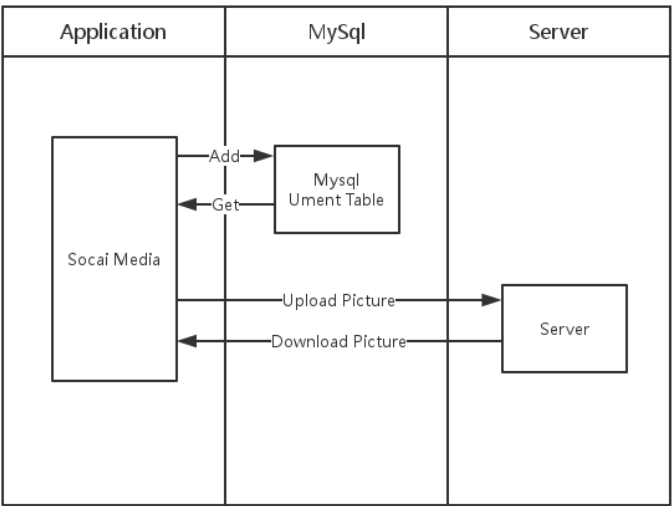 Application
MySql
Server
Add
Mysql
Ument Table
Get
Socai Media
Upload Picture
Server
Download Picture